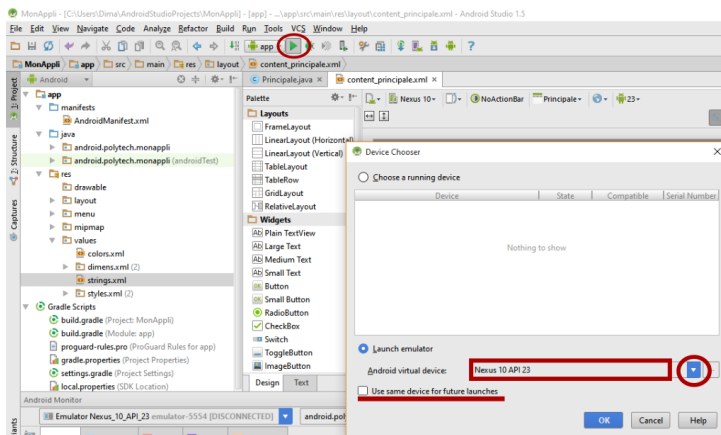 MonAppli - [C:\Users\Dima\AndroidStudioProjects\MonAppli] - [app] - ...\app\src\main\res\layout\content_principale.xml - Android Studio 1.5
File Edit View Navigate Code Analyze Refactor Build Run Tools VCS Window Help
app
MonAppli app src main res layout content_principale.xml
Android
Principale.java × content_principale.xml ×
1: Project
2: Structure
Captures
app
manifests
AndroidManifest.xml
java
android.polytech.monappli
android.polytech.monappli (androidTest)
res
drawable
layout
menu
mipmap
values
colors.xml
dimens.xml (2)
strings.xml
styles.xml (2)
Gradle Scripts
build.gradle (Project: MonAppli)
build.gradle (Module: app)
proguard-rules.pro (ProGuard Rules for app)
gradle.properties (Project Properties)
settings.gradle (Project Settings)
local.properties (SDK Location)
Palette
Nexus 10 NoActionBar Principale 23
Layouts
FrameLayout
LinearLayout (Horizontal)
LinearLayout (Vertical)
TableLayout
TableRow
GridLayout
RelativeLayout
Widgets
Plain TextView
Large Text
Medium Text
Small Text
Button
Small Button
RadioButton
CheckBox
Switch
ToggleButton
ImageButton
Design Text
Device Chooser
Choose a running device
Device State Compatible Serial Number
Nothing to show
Launch emulator
Android virtual device: Nexus 10 API 23
Use same device for future launches
OK Cancel Help
Android Monitor
Emulator Nexus_10_API_23 emulator-5554 [DISCONNECTED] android.pol